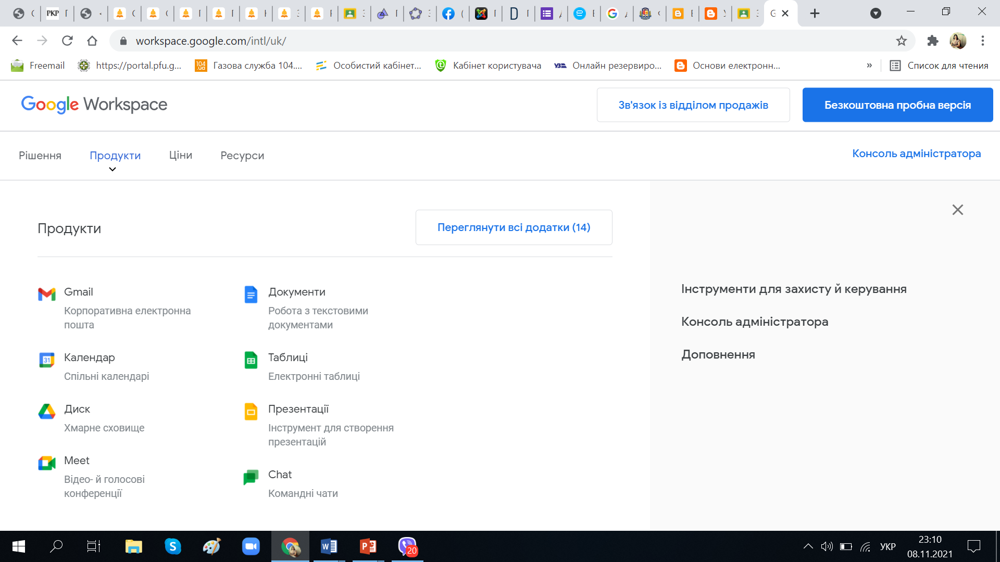 workspace.google.com/intl/uk/
Freemail
https://portal.pfu.g...
Газова служба 104....
Особистий кабінет...
Кабінет користувача
Онлайн резервиро...
Основи електронн...
»
Список для чтения
Google Workspace
Зв'язок із відділом продажів
Безкоштовна пробна версія
Рішення
Продукти
Ціни
Ресурси
Консоль адміністратора
Продукти
Переглянути всі додатки (14)
Gmail
Корпоративна електронна
пошта
Календар
Спільні календарі
Диск
Хмарне сховище
Meet
Відео- й голосові
конференції
Документи
Робота з текстовими
документами
Таблиці
Електронні таблиці
Презентації
Інструмент для створення
презентацій
Chat
Командні чати
Інструменти для захисту й керування
Консоль адміністратора
Доповнення
20
УКР
23:10
08.11.2021